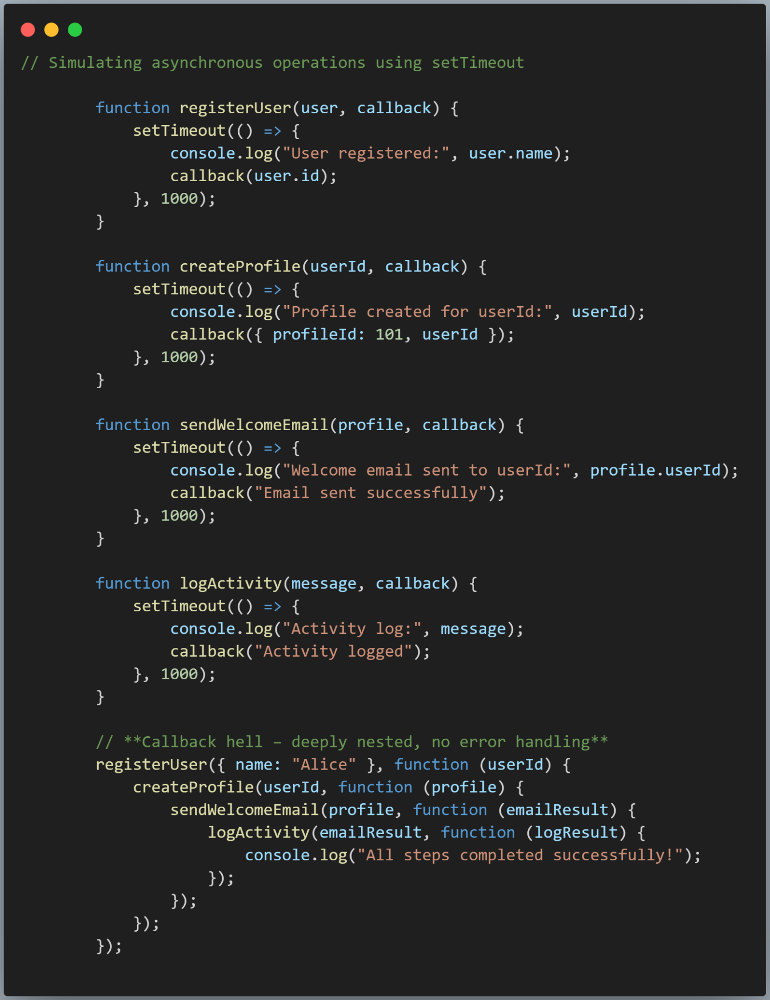 // Simulating asynchronous operations using setTimeout

        function registerUser(user, callback) {
            setTimeout(() => {
                console.log("User registered:", user.name);
                callback(user.id);
            }, 1000);
        }

        function createProfile(userId, callback) {
            setTimeout(() => {
                console.log("Profile created for userId:", userId);
                callback({ profileId: 101, userId });
            }, 1000);
        }

        function sendWelcomeEmail(profile, callback) {
            setTimeout(() => {
                console.log("Welcome email sent to userId:", profile.userId);
                callback("Email sent successfully");
            }, 1000);
        }

        function logActivity(message, callback) {
            setTimeout(() => {
                console.log("Activity log:", message);
                callback("Activity logged");
            }, 1000);
        }

        // **Callback hell – deeply nested, no error handling**
        registerUser({ name: "Alice" }, function (userId) {
            createProfile(userId, function (profile) {
                sendWelcomeEmail(profile, function (emailResult) {
                    logActivity(emailResult, function (logResult) {
                        console.log("All steps completed successfully!");
                    });
                });
            });
        });